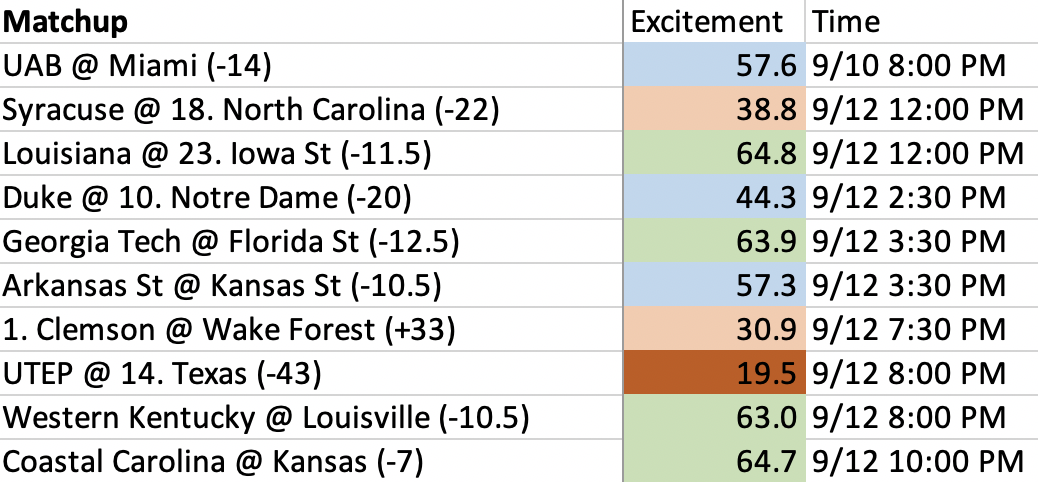 Matchup Excitement Time
UAB @ Miami (-14) 57.6 9/10 8:00 PM
Syracuse @ 18. North Carolina (-22) 38.8 9/12 12:00 PM
Louisiana @ 23. Iowa St (-11.5) 64.8 9/12 12:00 PM
Duke @ 10. Notre Dame (-20) 44.3 9/12 2:30 PM
Georgia Tech @ Florida St (-12.5) 63.9 9/12 3:30 PM
Arkansas St @ Kansas St (-10.5) 57.3 9/12 3:30 PM
1. Clemson @ Wake Forest (+33) 30.9 9/12 7:30 PM
UTEP @ 14. Texas (-43) 19.5 9/12 8:00 PM
Western Kentucky @ Louisville (-10.5) 63.0 9/12 8:00 PM
Coastal Carolina @ Kansas (-7) 64.7 9/12 10:00 PM